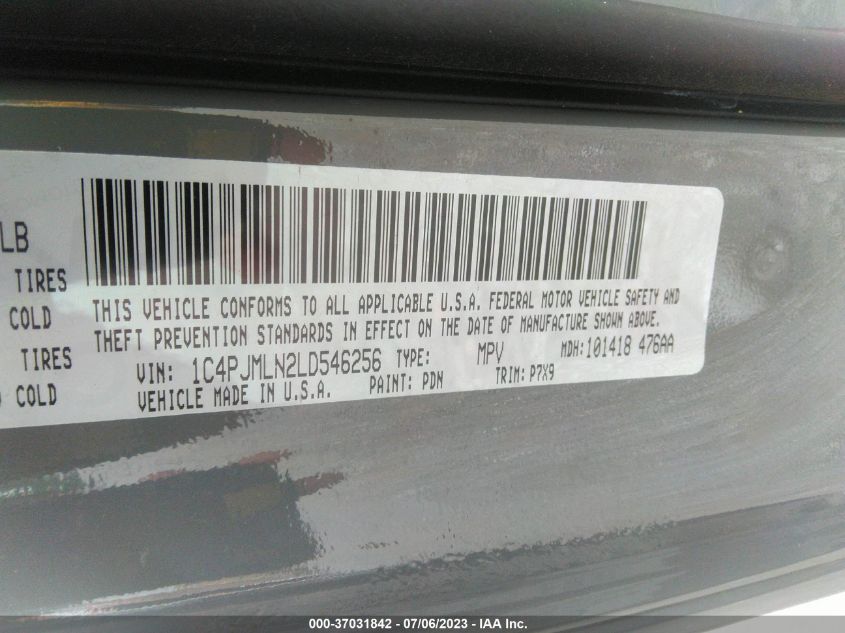 LB
TIRES
COLD
TIRES
COLD
THIS VEHICLE CONFORMS TO ALL APPLICABLE U.S.A. FEDERAL MOTOR VEHICLE SAFETY AND
THEFT PREVENTION STANDARDS IN EFFECT ON THE DATE OF MANUFACTURE SHOWN ABOVE.
VIN: 1C4PJMLN2LD546256 TYPE: MPV MDH:101418 476AA
VEHICLE MADE IN U.S.A. PAINT: PDN TRIM: P7X9
000-37031842 / 07/06/2023 - IAA Inc.